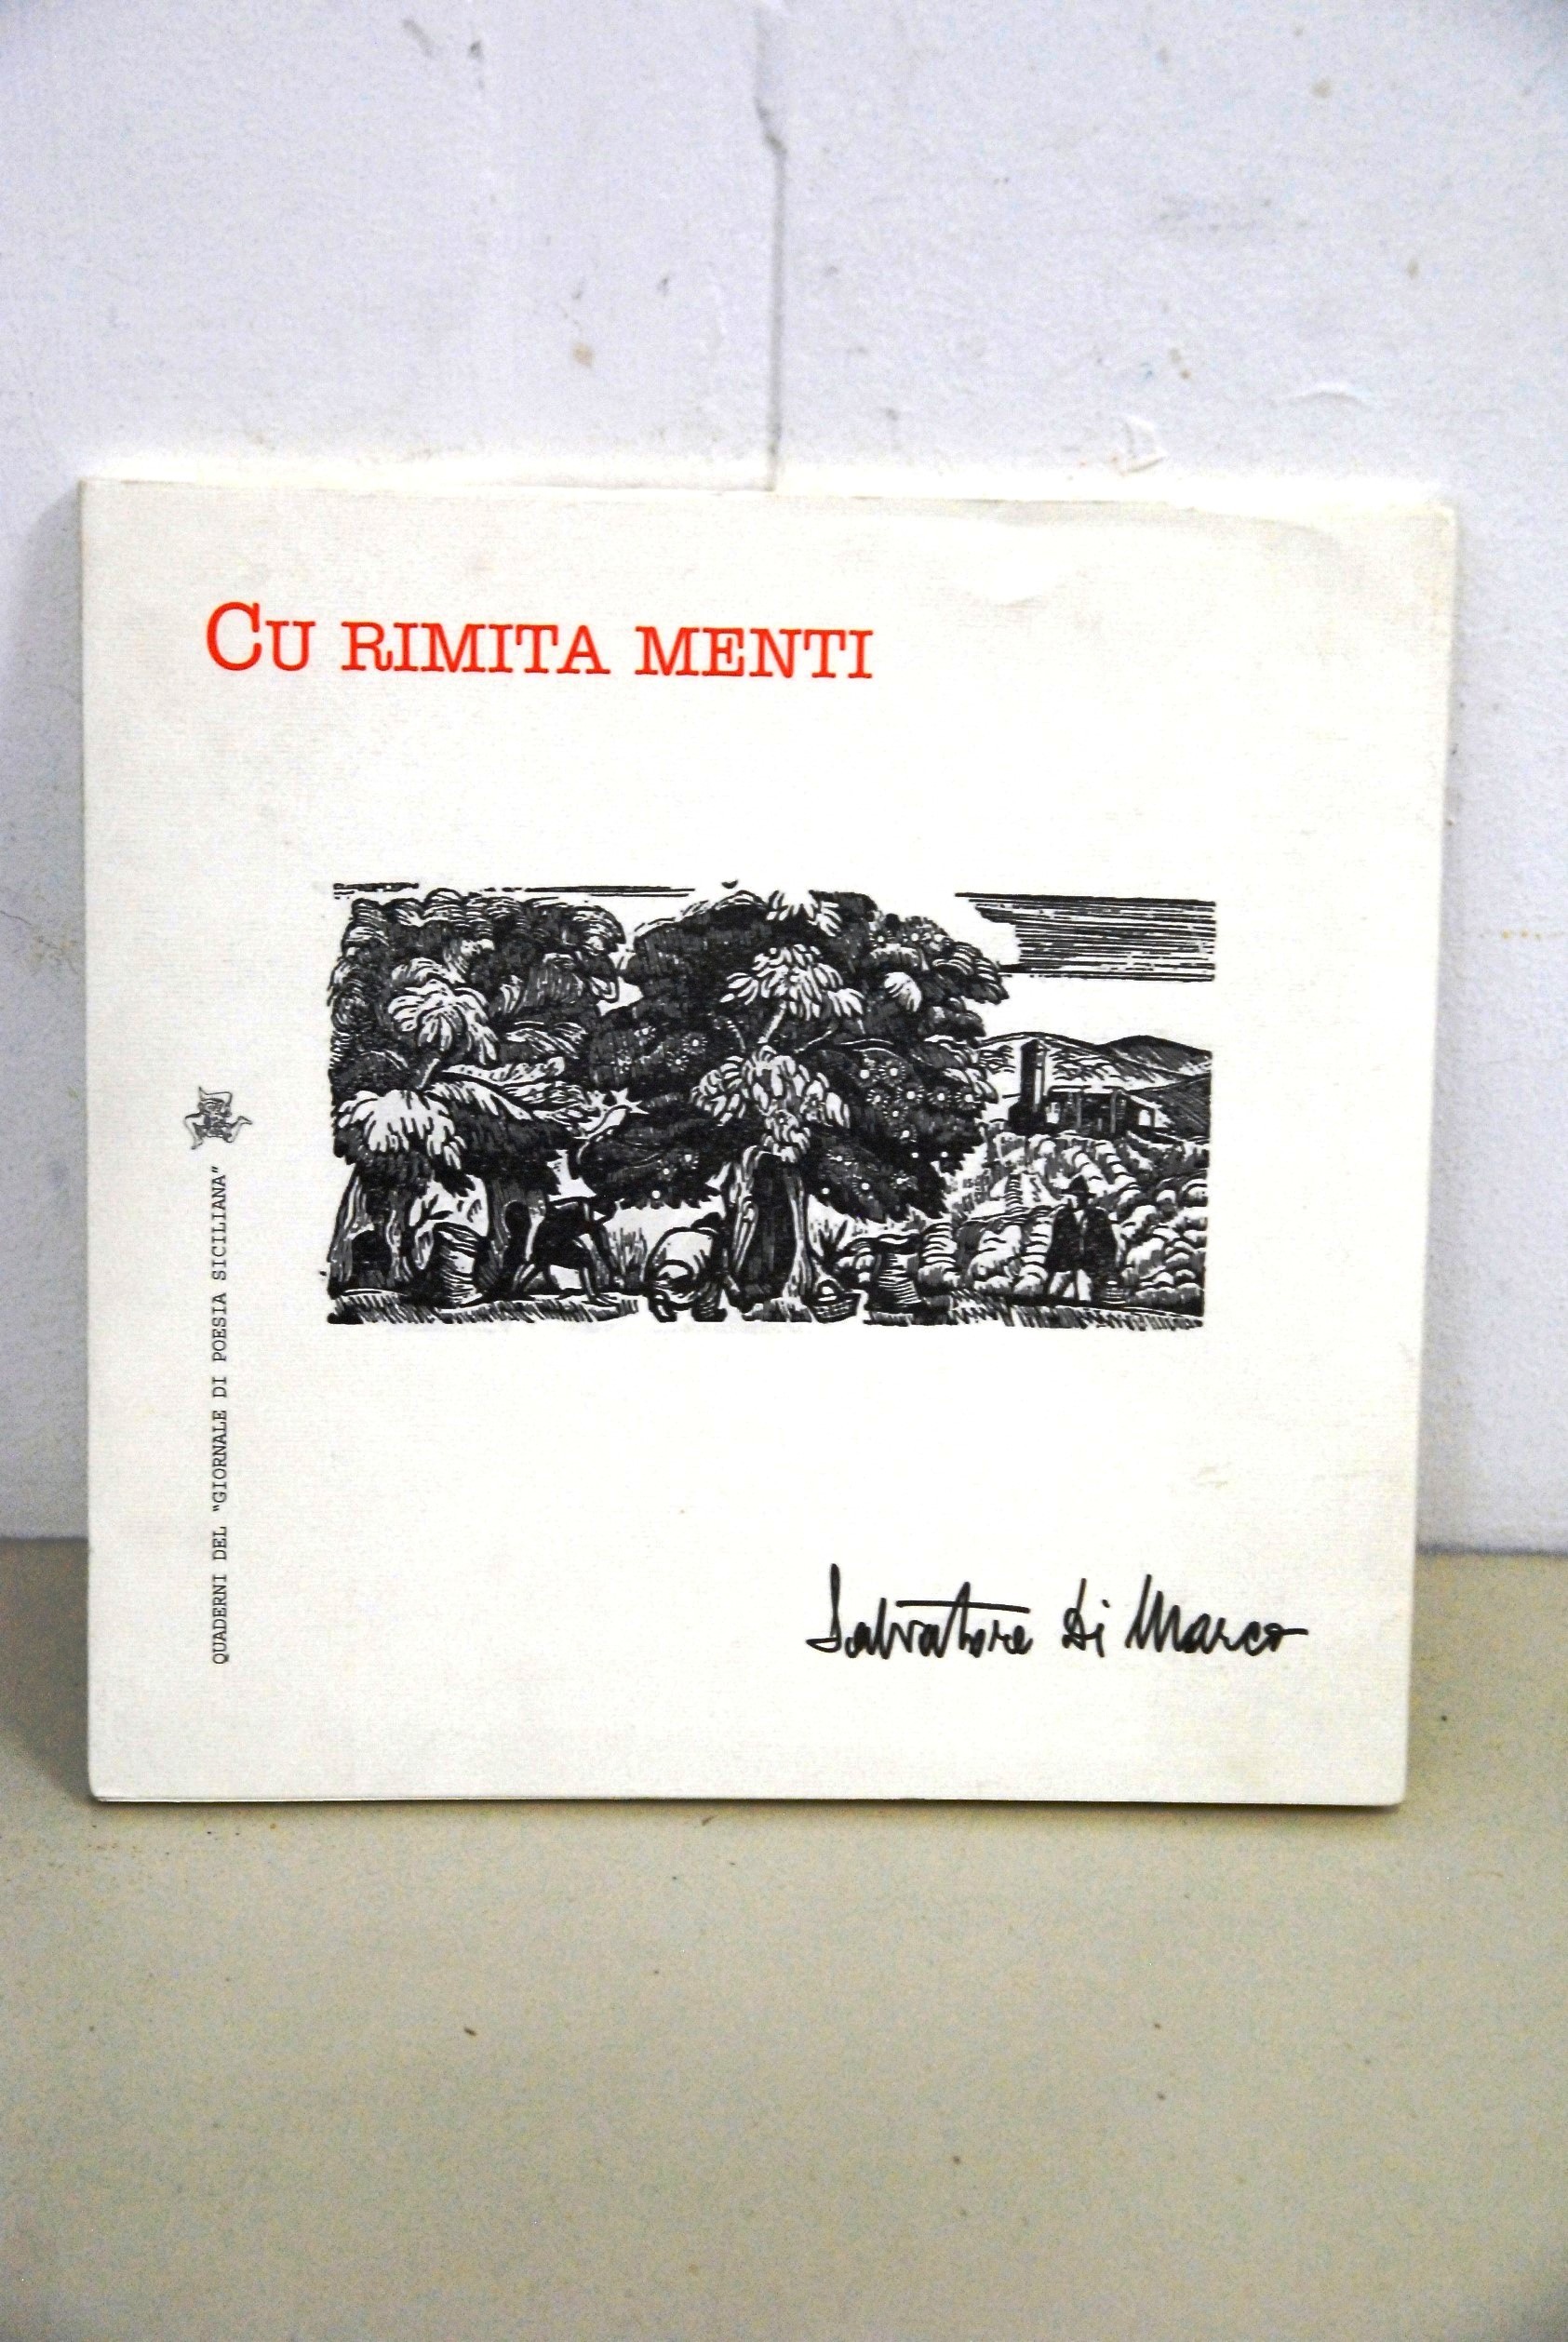 CU RIMITA MENTI
QUADERNI DEL "GIORNALE DI POESIA SICILIANA"
Salvatore Di Marco